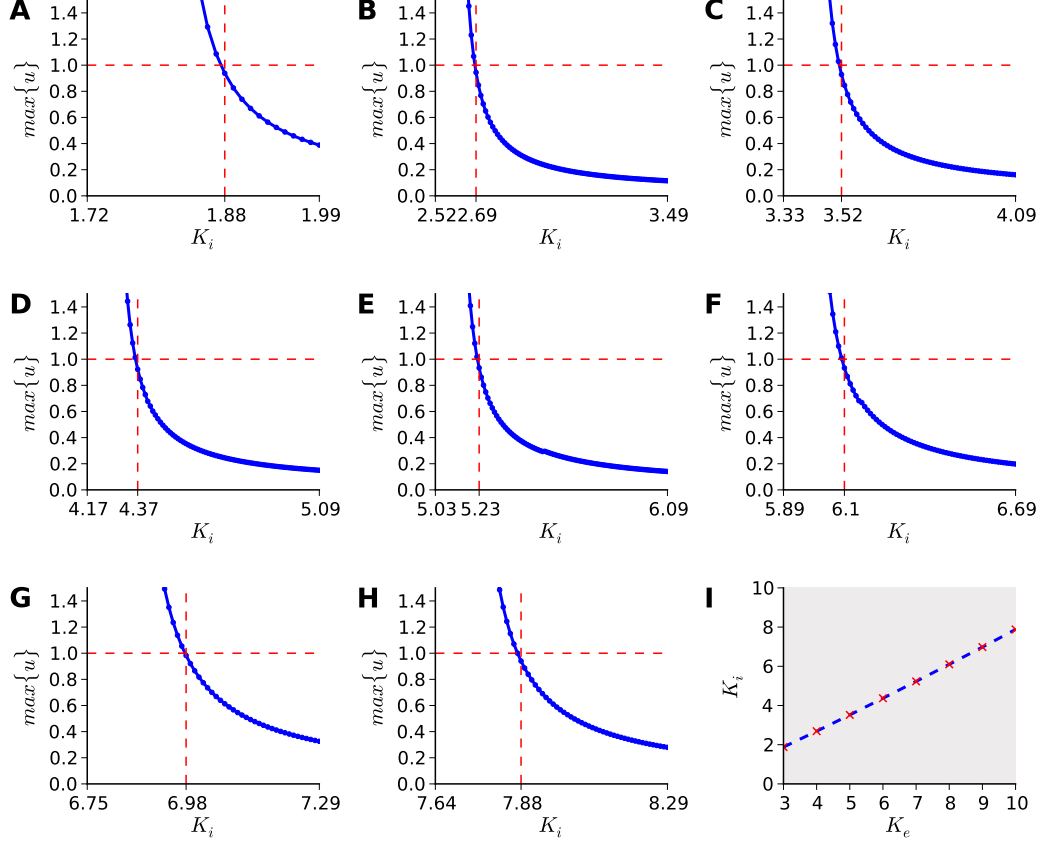 A
1.4
1.2
1.0
0.8
0.6
0.4
0.2
0.0
max{u}
1.72 1.88 1.99
K_i
B
1.4
1.2
1.0
0.8
0.6
0.4
0.2
0.0
max{u}
2.52 2.69 3.49
K_i
C
1.4
1.2
1.0
0.8
0.6
0.4
0.2
0.0
max{u}
3.33 3.52 4.09
K_i
D
1.4
1.2
1.0
0.8
0.6
0.4
0.2
0.0
max{u}
4.17 4.37 5.09
K_i
E
1.4
1.2
1.0
0.8
0.6
0.4
0.2
0.0
max{u}
5.03 5.23 6.09
K_i
F
1.4
1.2
1.0
0.8
0.6
0.4
0.2
0.0
max{u}
5.89 6.1 6.69
K_i
G
1.4
1.2
1.0
0.8
0.6
0.4
0.2
0.0
max{u}
6.75 6.98 7.29
K_i
H
1.4
1.2
1.0
0.8
0.6
0.4
0.2
0.0
max{u}
7.64 7.88 8.29
K_i
I
10
8
6
4
2
0
K_i
3 4 5 6 7 8 9 10
K_e